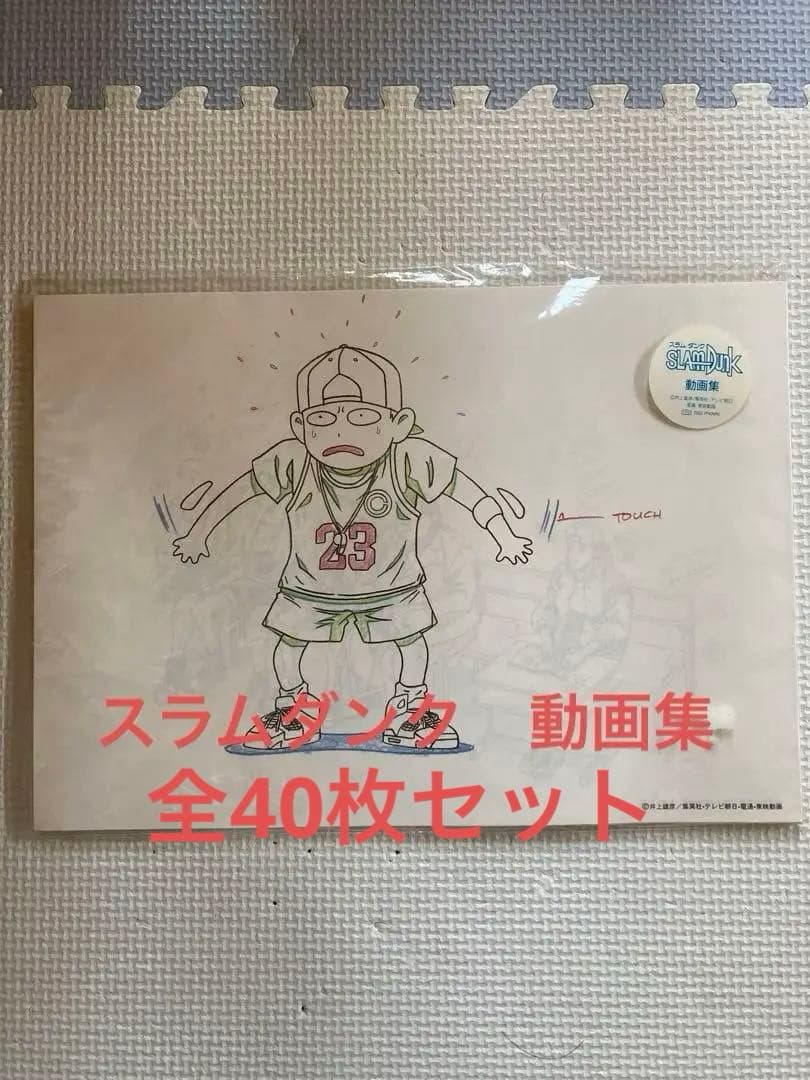 スラム ダンク
SLAM DUNK
動画集
23
TOUCH
スラムダンク 動画集
全40枚セット
©井上雄彦／集英社・テレビ朝日・電通・東映動画